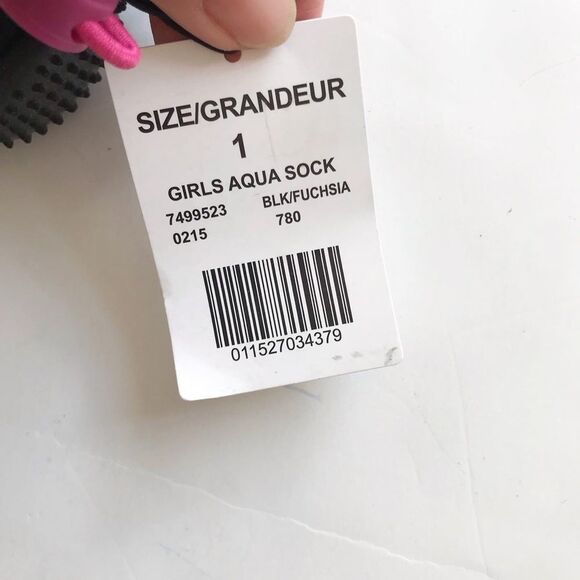 SIZE/GRANDEUR
1
GIRLS AQUA SOCK
7499523 BLK/FUCHSIA
0215 780
011527034379